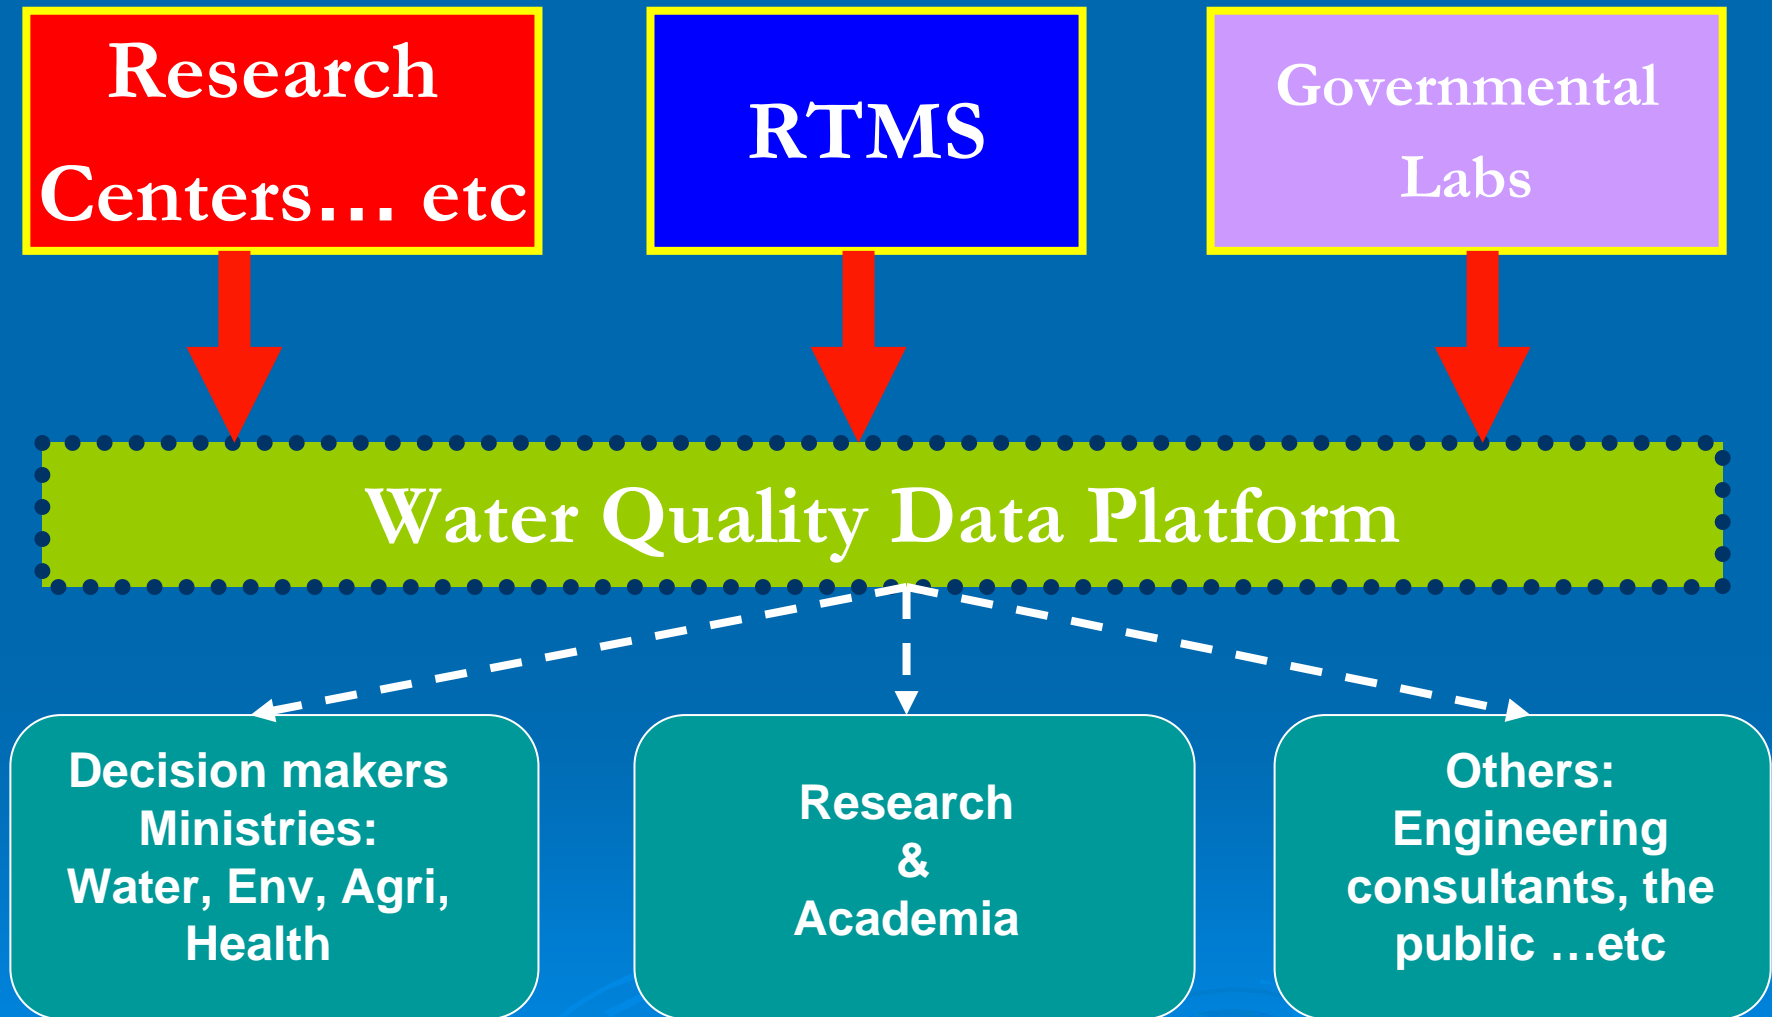 Research
Centers… etc
RTMS
Governmental
Labs
Water Quality Data Platform
Decision makers
Ministries:
Water, Env, Agri,
Health
Research
&
Academia
Others:
Engineering
consultants, the
public …etc